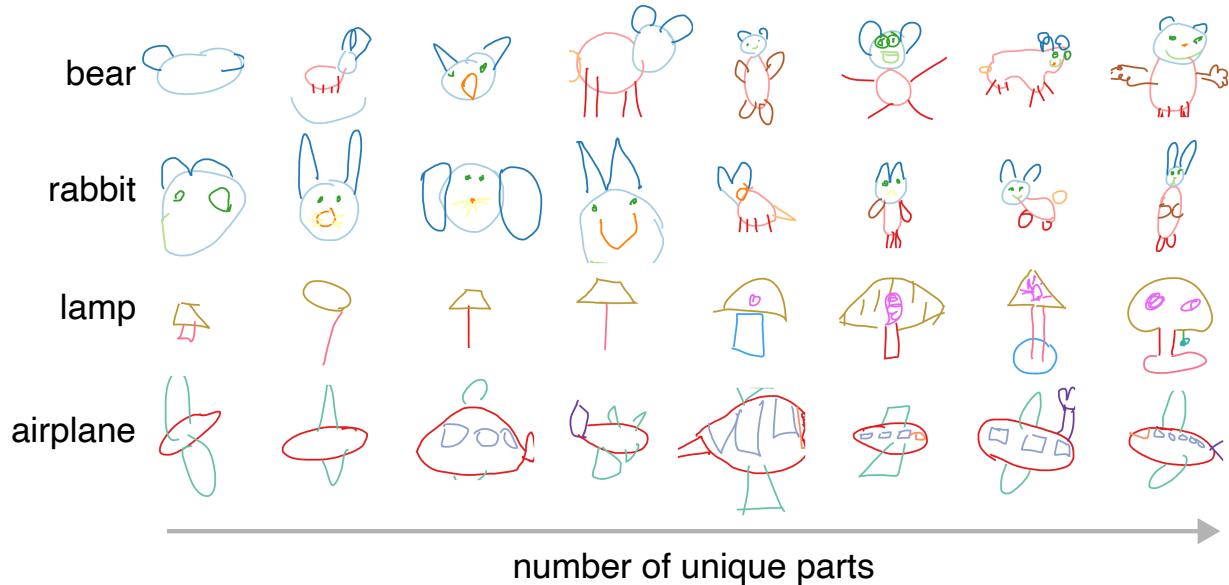 bear
rabbit
lamp
airplane
number of unique parts